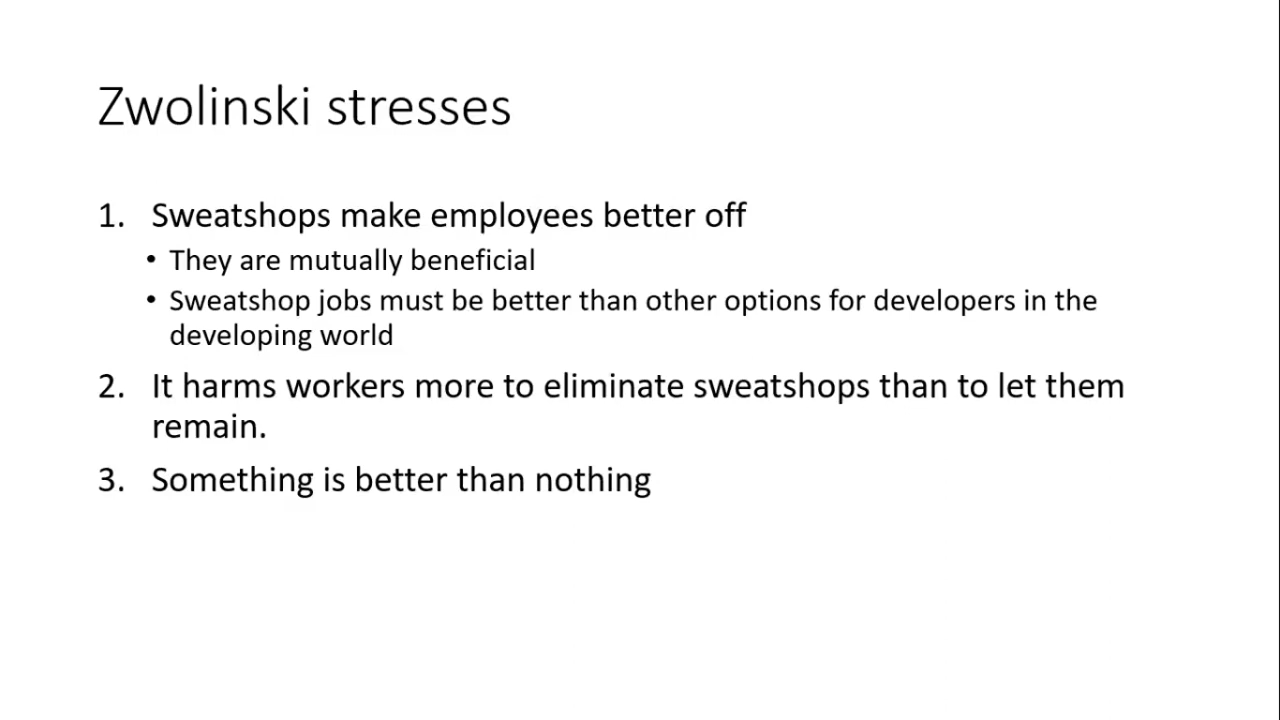 Zwolinski stresses
1. Sweatshops make employees better off
• They are mutually beneficial
• Sweatshop jobs must be better than other options for developers in the
developing world
2. It harms workers more to eliminate sweatshops than to let them
remain.
3. Something is better than nothing